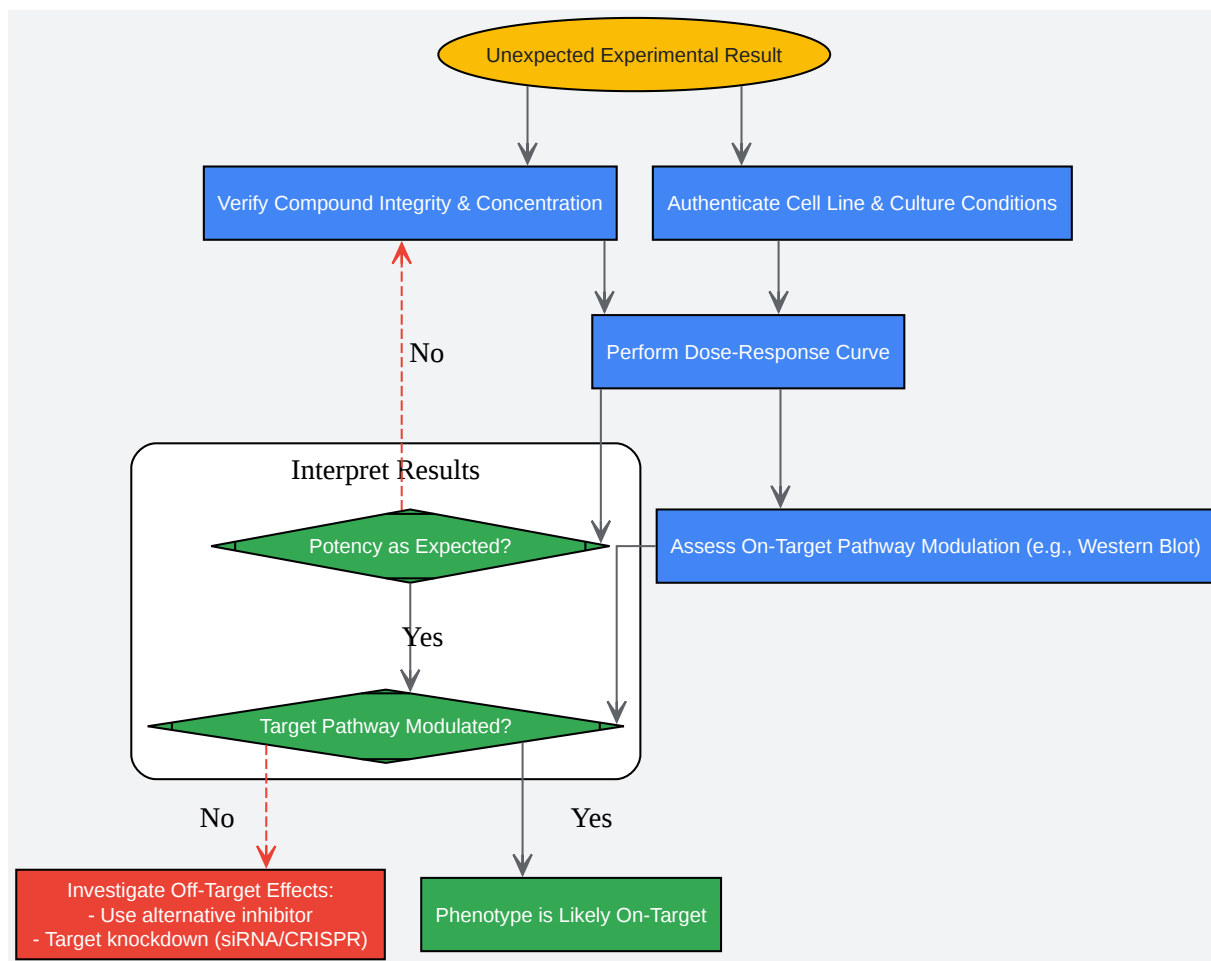 Unexpected Experimental Result
Verify Compound Integrity & Concentration
Authenticate Cell Line & Culture Conditions
Perform Dose-Response Curve
No
Interpret Results
Potency as Expected?
Assess On-Target Pathway Modulation (e.g., Western Blot)
Yes
Target Pathway Modulated?
No
Yes
Investigate Off-Target Effects:
- Use alternative inhibitor
- Target knockdown (siRNA/CRISPR)
Phenotype is Likely On-Target